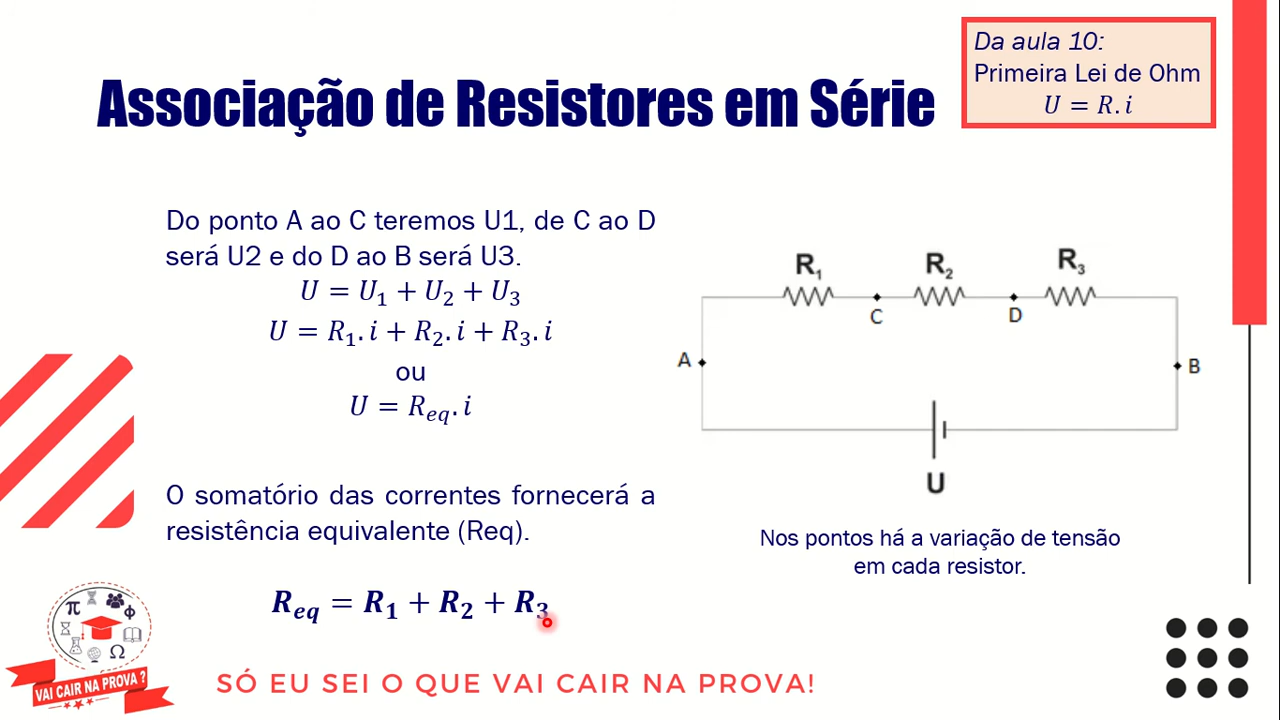 Da aula 10:
Primeira Lei de Ohm
U = R.i
Associação de Resistores em Série
Do ponto A ao C teremos U1, de C ao D
será U2 e do D ao B será U3.
U = U₁ + U₂ + U₃
U = R₁.i + R₂.i + R₃.i
ou
U = R_eq.i
O somatório das correntes fornecerá a
resistência equivalente (Req).
R_eq = R₁ + R₂ + R₃
R₁ R₂ R₃
C D
A B
U
Nos pontos há a variação de tensão
em cada resistor.
π Φ
Ω
VAI CAIR NA PROVA ?
SÓ EU SEI O QUE VAI CAIR NA PROVA!